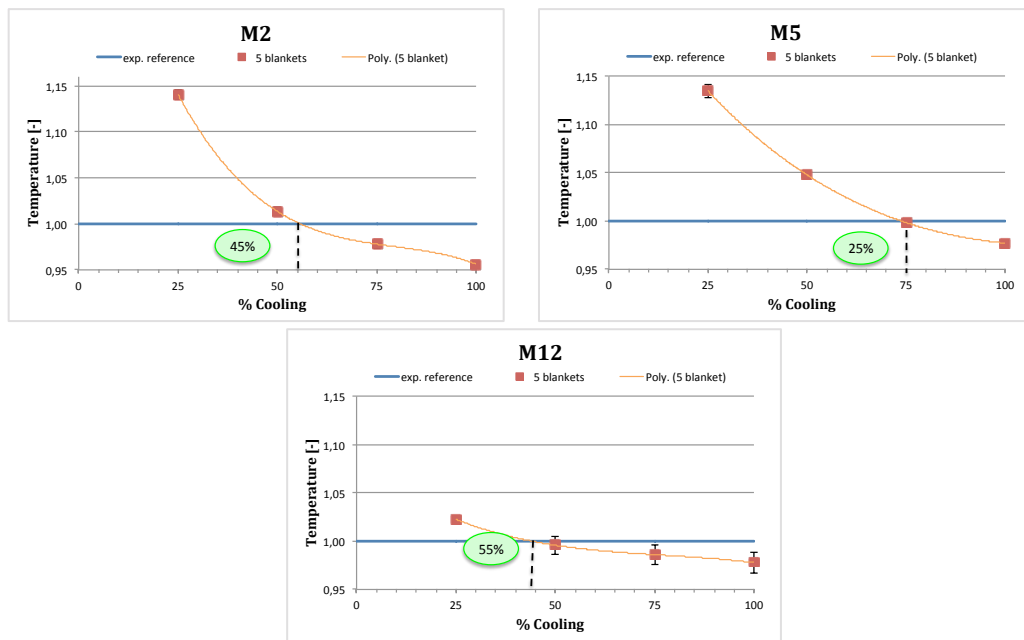 M2
exp. reference 5 blankets Poly. (5 blanket)
1,15
1,10
1,05
1,00
0,95
Temperature [-]
45%
0 25 50 75 100
% Cooling
M5
exp. reference 5 blankets Poly. (5 blanket)
1,15
1,10
1,05
1,00
0,95
Temperature [-]
25%
0 25 50 75 100
% Cooling
M12
exp. reference 5 blankets Poly. (5 blanket)
1,15
1,10
1,05
1,00
0,95
Temperature [-]
55%
0 25 50 75 100
% Cooling